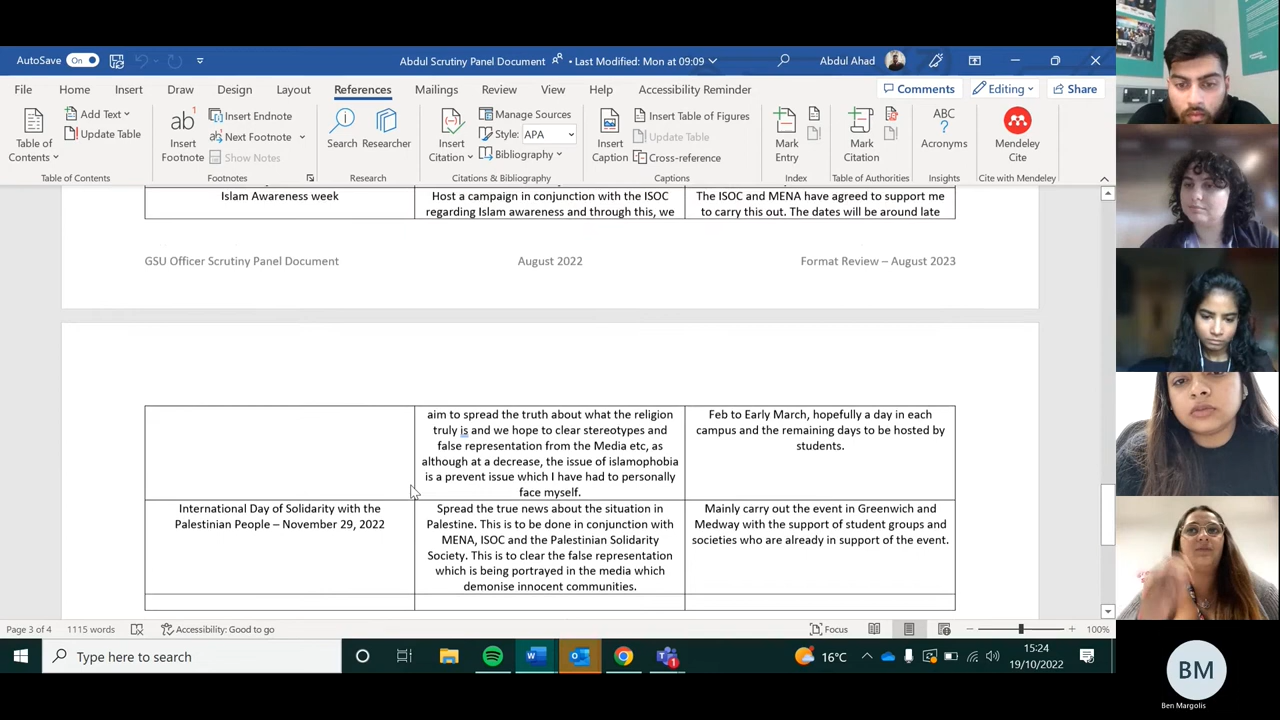 AutoSave On
Abdul Scrutiny Panel Document • Last Modified: Mon at 09:09
Abdul Ahad
File Home Insert Draw Design Layout References Mailings Review View Help Accessibility Reminder
Comments Editing Share
Table of Contents
Add Text
Update Table
Table of Contents
ab
Insert Footnote
Insert Endnote
Next Footnote
Show Notes
Footnotes
Search
Researcher
Research
Insert Citation
Manage Sources
Style: APA
Bibliography
Citations & Bibliography
Insert Caption
Insert Table of Figures
Update Table
Cross-reference
Captions
Mark Entry
Index
Mark Citation
Table of Authorities
ABC
?
Acronyms
Insights
Mendeley Cite
Cite with Mendeley
Islam Awareness week
Host a campaign in conjunction with the ISOC
regarding Islam awareness and through this, we
The ISOC and MENA have agreed to support me
to carry this out. The dates will be around late
GSU Officer Scrutiny Panel Document
August 2022
Format Review – August 2023
aim to spread the truth about what the religion
truly is and we hope to clear stereotypes and
false representation from the Media etc, as
although at a decrease, the issue of islamophobia
is a prevent issue which I have had to personally
face myself.
Feb to Early March, hopefully a day in each
campus and the remaining days to be hosted by
students.
International Day of Solidarity with the
Palestinian People – November 29, 2022
Spread the true news about the situation in
Palestine. This is to be done in conjunction with
MENA, ISOC and the Palestinian Solidarity
Society. This is to clear the false representation
which is being portrayed in the media which
demonise innocent communities.
Mainly carry out the event in Greenwich and
Medway with the support of student groups and
societies who are already in support of the event.
Page 3 of 4
1115 words
Accessibility: Good to go
Focus
100%
Type here to search
16°C
15:24
19/10/2022
BM
Ben Margolis